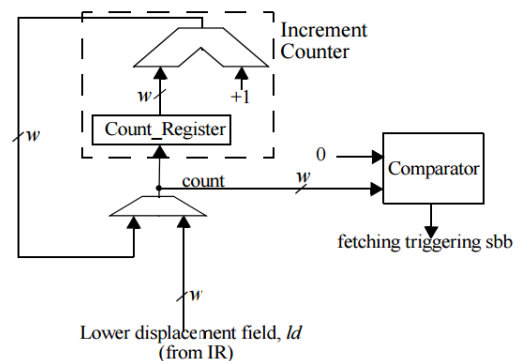 Increment
Counter
w
+1
Count_Register
w
0
count
w
Comparator
fetching triggering sbb
w
Lower displacement field, ld
(from IR)